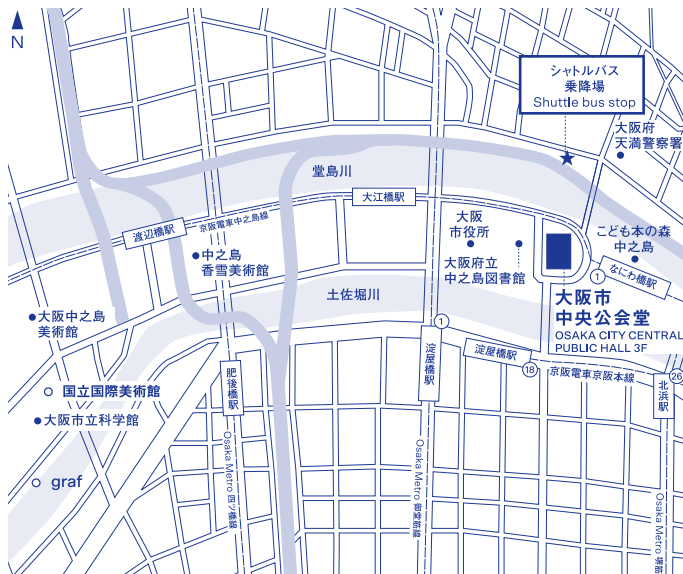 N
シャトルバス
乗降場
Shuttle bus stop
大阪府
天満警察署
堂島川
大江橋駅
渡辺橋駅
京阪電車中之島線
中之島
香雪美術館
大阪
市役所
大阪府立
中之島図書館
こども本の森
中之島
1
なにわ橋駅
大阪市
中央公会堂
OSAKA CITY CENTRAL
PUBLIC HALL 3F
土佐堀川
大阪中之島
美術館
1
淀屋橋駅
淀屋橋駅
18
京阪電車京阪本線
26
北浜駅
肥後橋駅
国立国際美術館
大阪市立科学館
graf
Osaka Metro 四ツ橋線
Osaka Metro 御堂筋線
Osaka Metro 堺筋